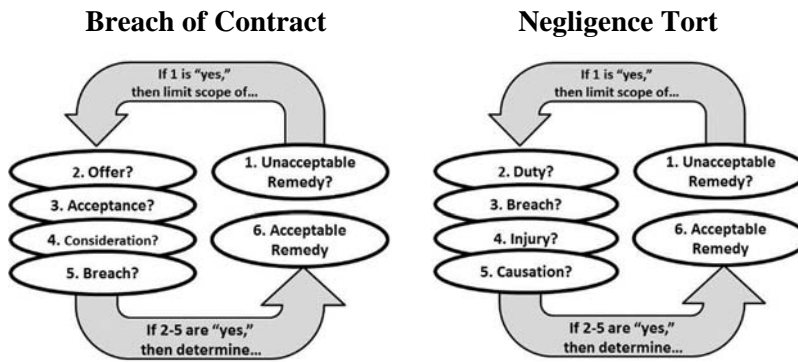 Breach of Contract
If 1 is “yes,”
then limit scope of...
1. Unacceptable
Remedy?
2. Offer?
3. Acceptance?
4. Consideration?
5. Breach?
6. Acceptable
Remedy
If 2-5 are “yes,”
then determine...
Negligence Tort
If 1 is “yes,”
then limit scope of...
1. Unacceptable
Remedy?
2. Duty?
3. Breach?
4. Injury?
5. Causation?
6. Acceptable
Remedy
If 2-5 are “yes,”
then determine...